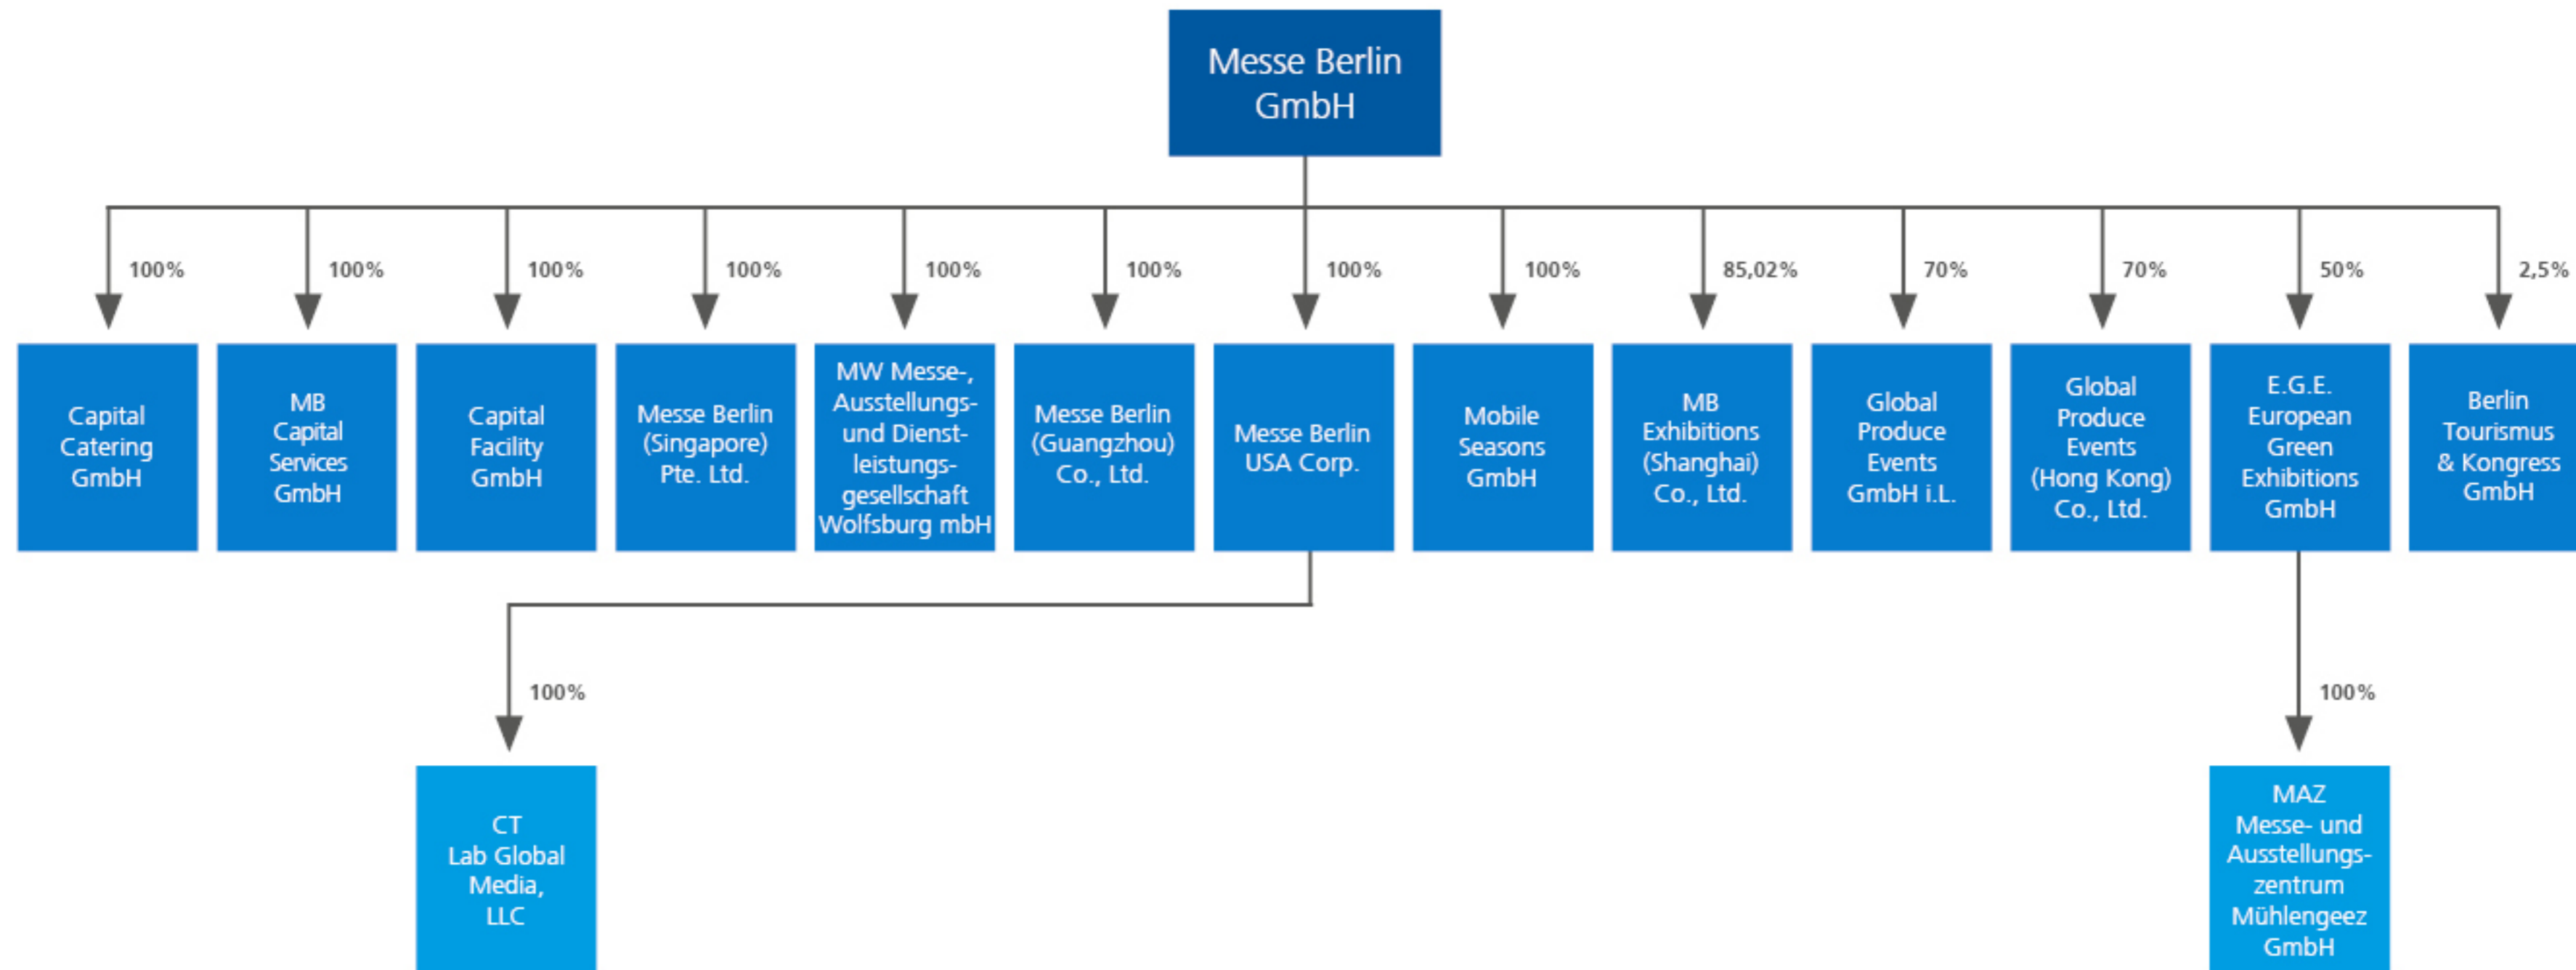 Messe Berlin
GmbH
100%
100%
100%
100%
100%
100%
100%
100%
85,02%
70%
70%
50%
2,5%
Capital
Catering
GmbH
MB
Capital
Services
GmbH
Capital
Facility
GmbH
Messe Berlin
(Singapore)
Pte. Ltd.
MW Messe-,
Ausstellungs-
und Dienst-
leistungs-
gesellschaft
Wolfsburg mbH
Messe Berlin
(Guangzhou)
Co., Ltd.
Messe Berlin
USA Corp.
Mobile
Seasons
GmbH
MB
Exhibitions
(Shanghai)
Co., Ltd.
Global
Produce
Events
GmbH i.L.
Global
Produce
Events
(Hong Kong)
Co., Ltd.
E.G.E.
European
Green
Exhibitions
GmbH
Berlin
Tourismus
& Kongress
GmbH
100%
100%
CT
Lab Global
Media,
LLC
MAZ
Messe- und
Ausstellungs-
zentrum
Mühlengeez
GmbH